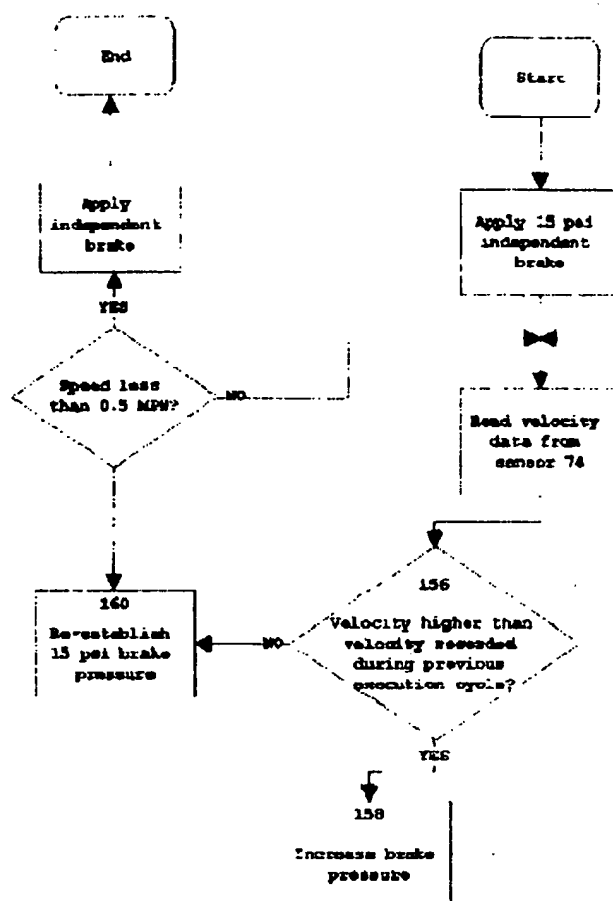 End
Start
Apply
independent
brake
Apply 15 psi
independent
brake
YES
Speed less
than 0.5 MPH?
NO
Read velocity
data from
sensor 74
156
Velocity higher than
velocity recorded
during previous
execution cycle?
NO
160
Re-establish
15 psi brake
pressure
YES
158
Increase brake
pressure